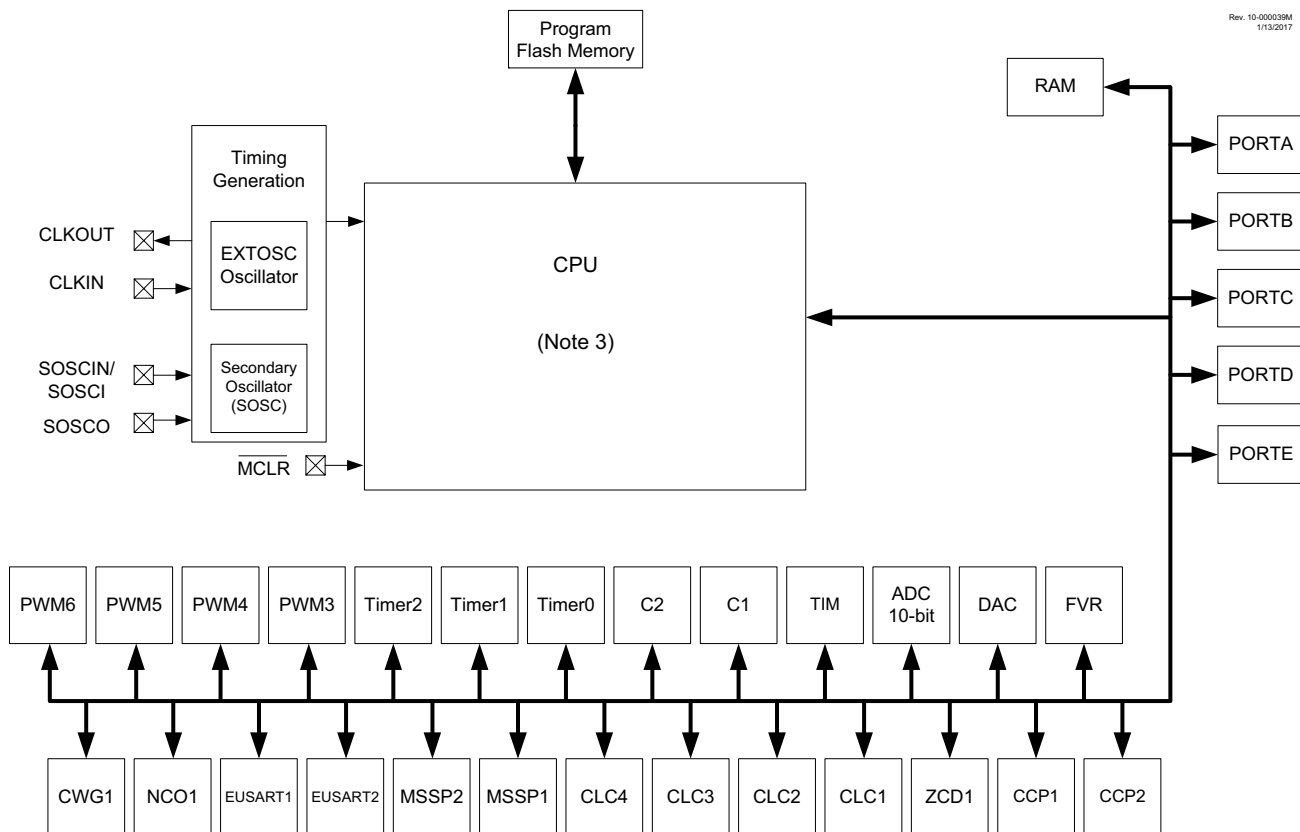 Rev. 10-000039M
1/13/2017
Program
Flash Memory
RAM
PORTA
PORTB
PORTC
PORTD
PORTE
Timing
Generation
EXTOSC
Oscillator
Secondary
Oscillator
(SOSC)
CLKOUT
CLKIN
SOSCIN/
SOSCI
SOSCO
MCLR
CPU
(Note 3)
PWM6
PWM5
PWM4
PWM3
Timer2
Timer1
Timer0
C2
C1
TIM
ADC
10-bit
DAC
FVR
CWG1
NCO1
EUSART1
EUSART2
MSSP2
MSSP1
CLC4
CLC3
CLC2
CLC1
ZCD1
CCP1
CCP2